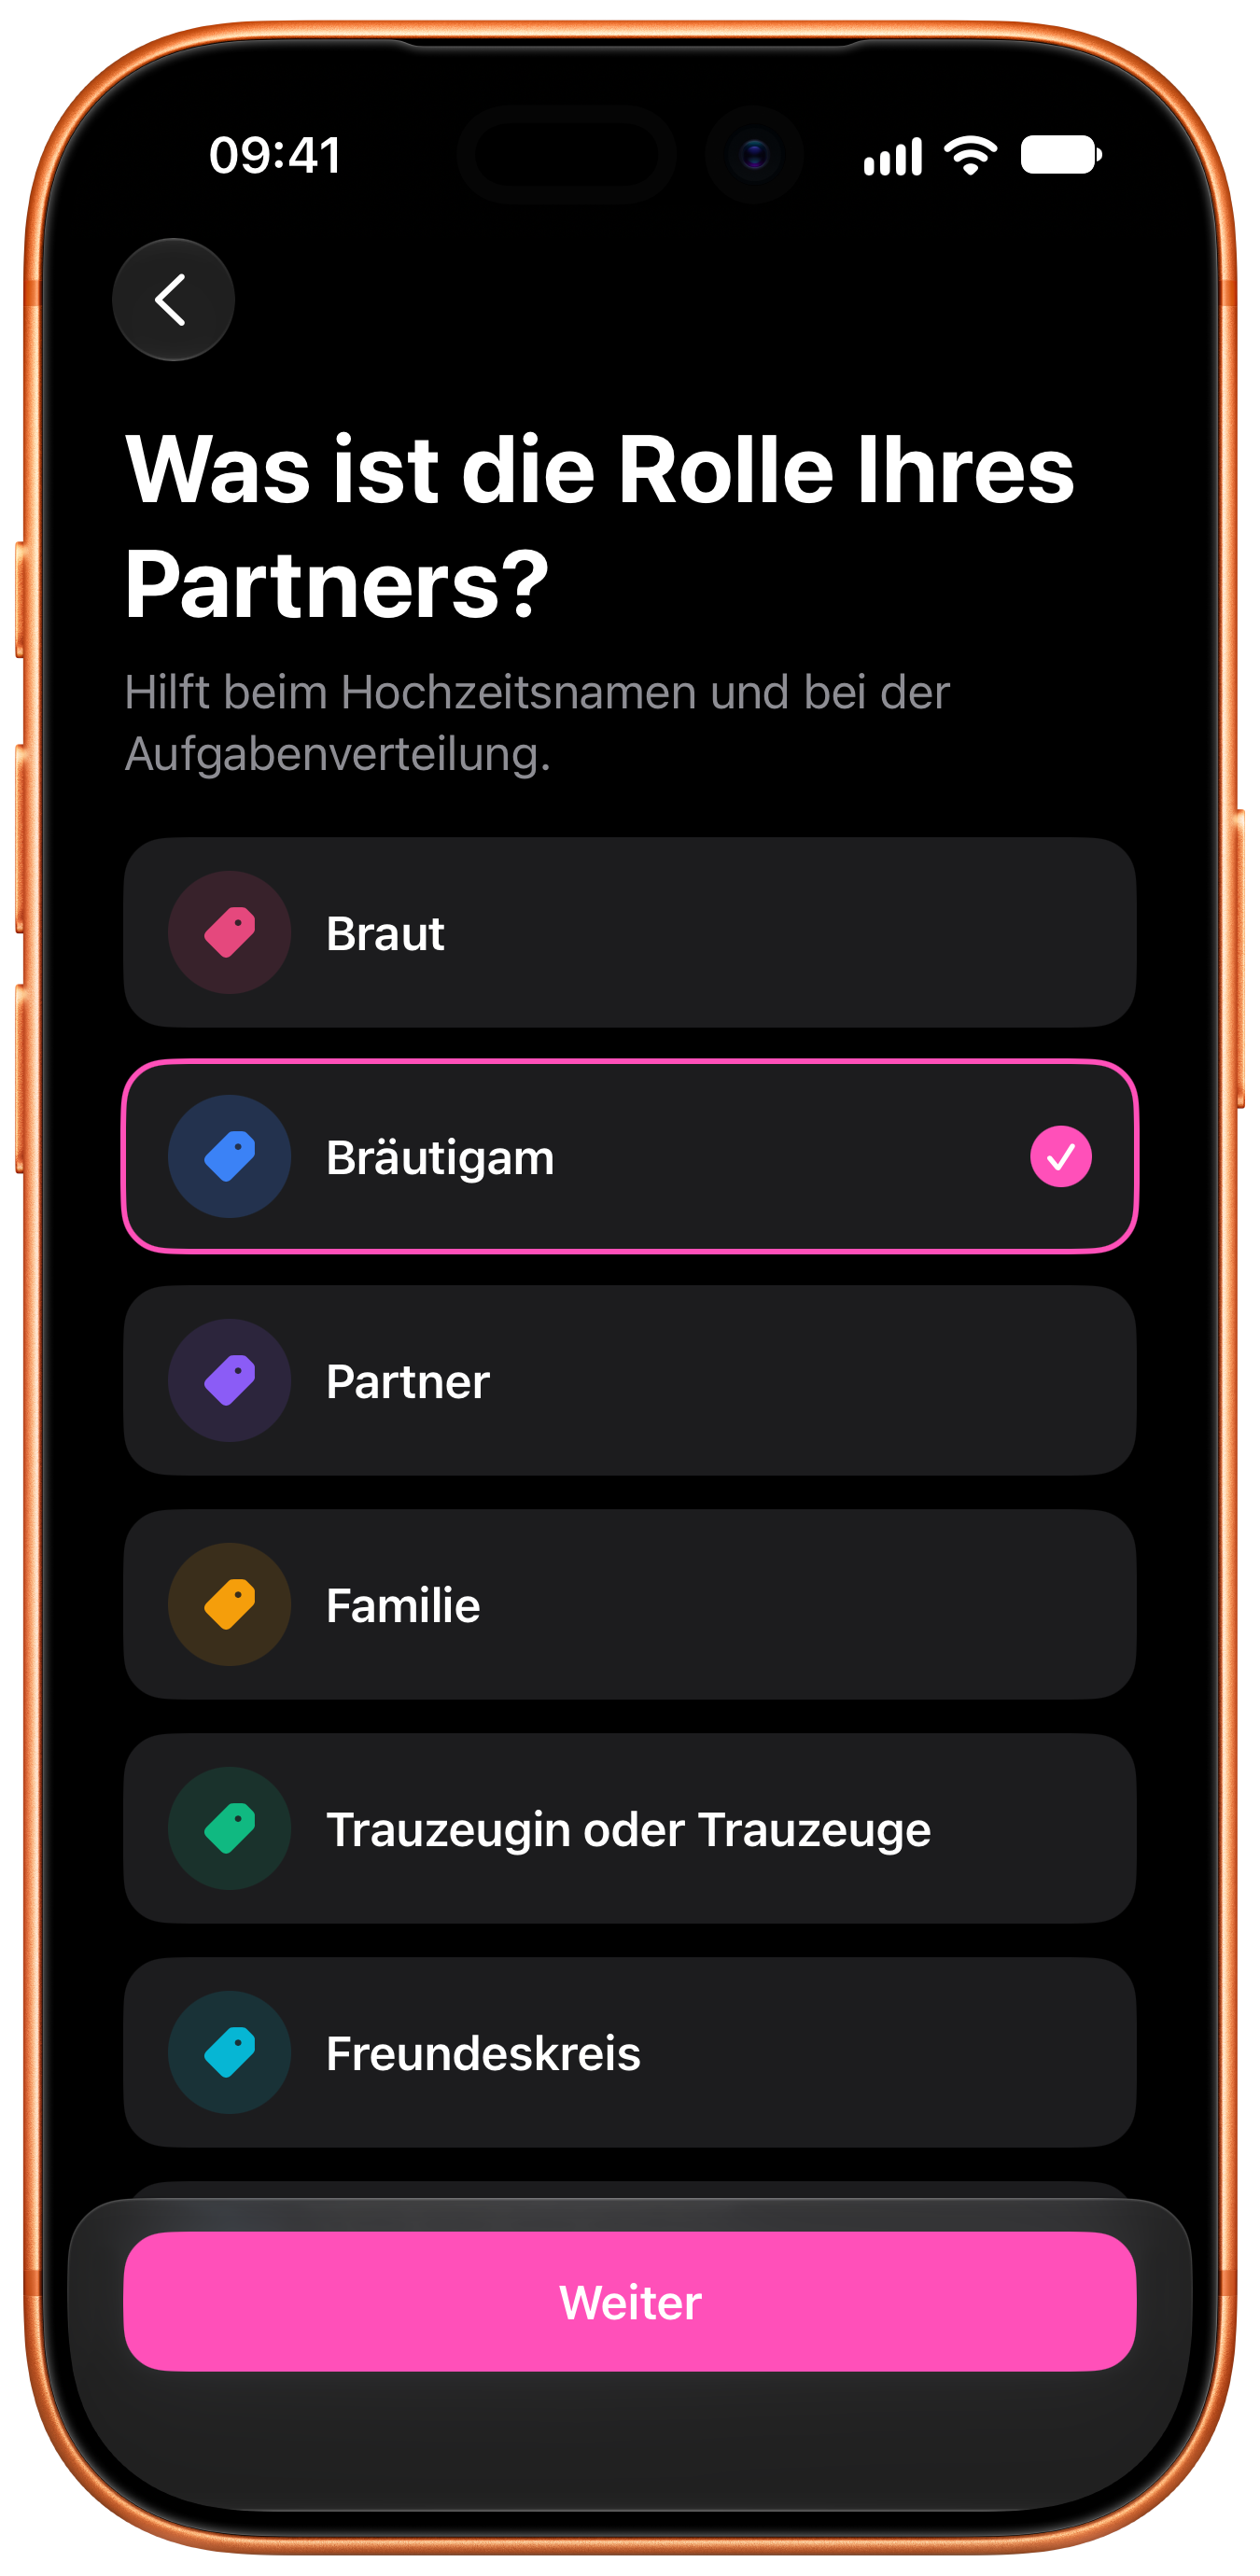 09:41
Was ist die Rolle Ihres
Partners?
Hilft beim Hochzeitsnamen und bei der
Aufgabenverteilung.
Braut
Bräutigam
Partner
Familie
Trauzeugin oder Trauzeuge
Freundeskreis
Weiter